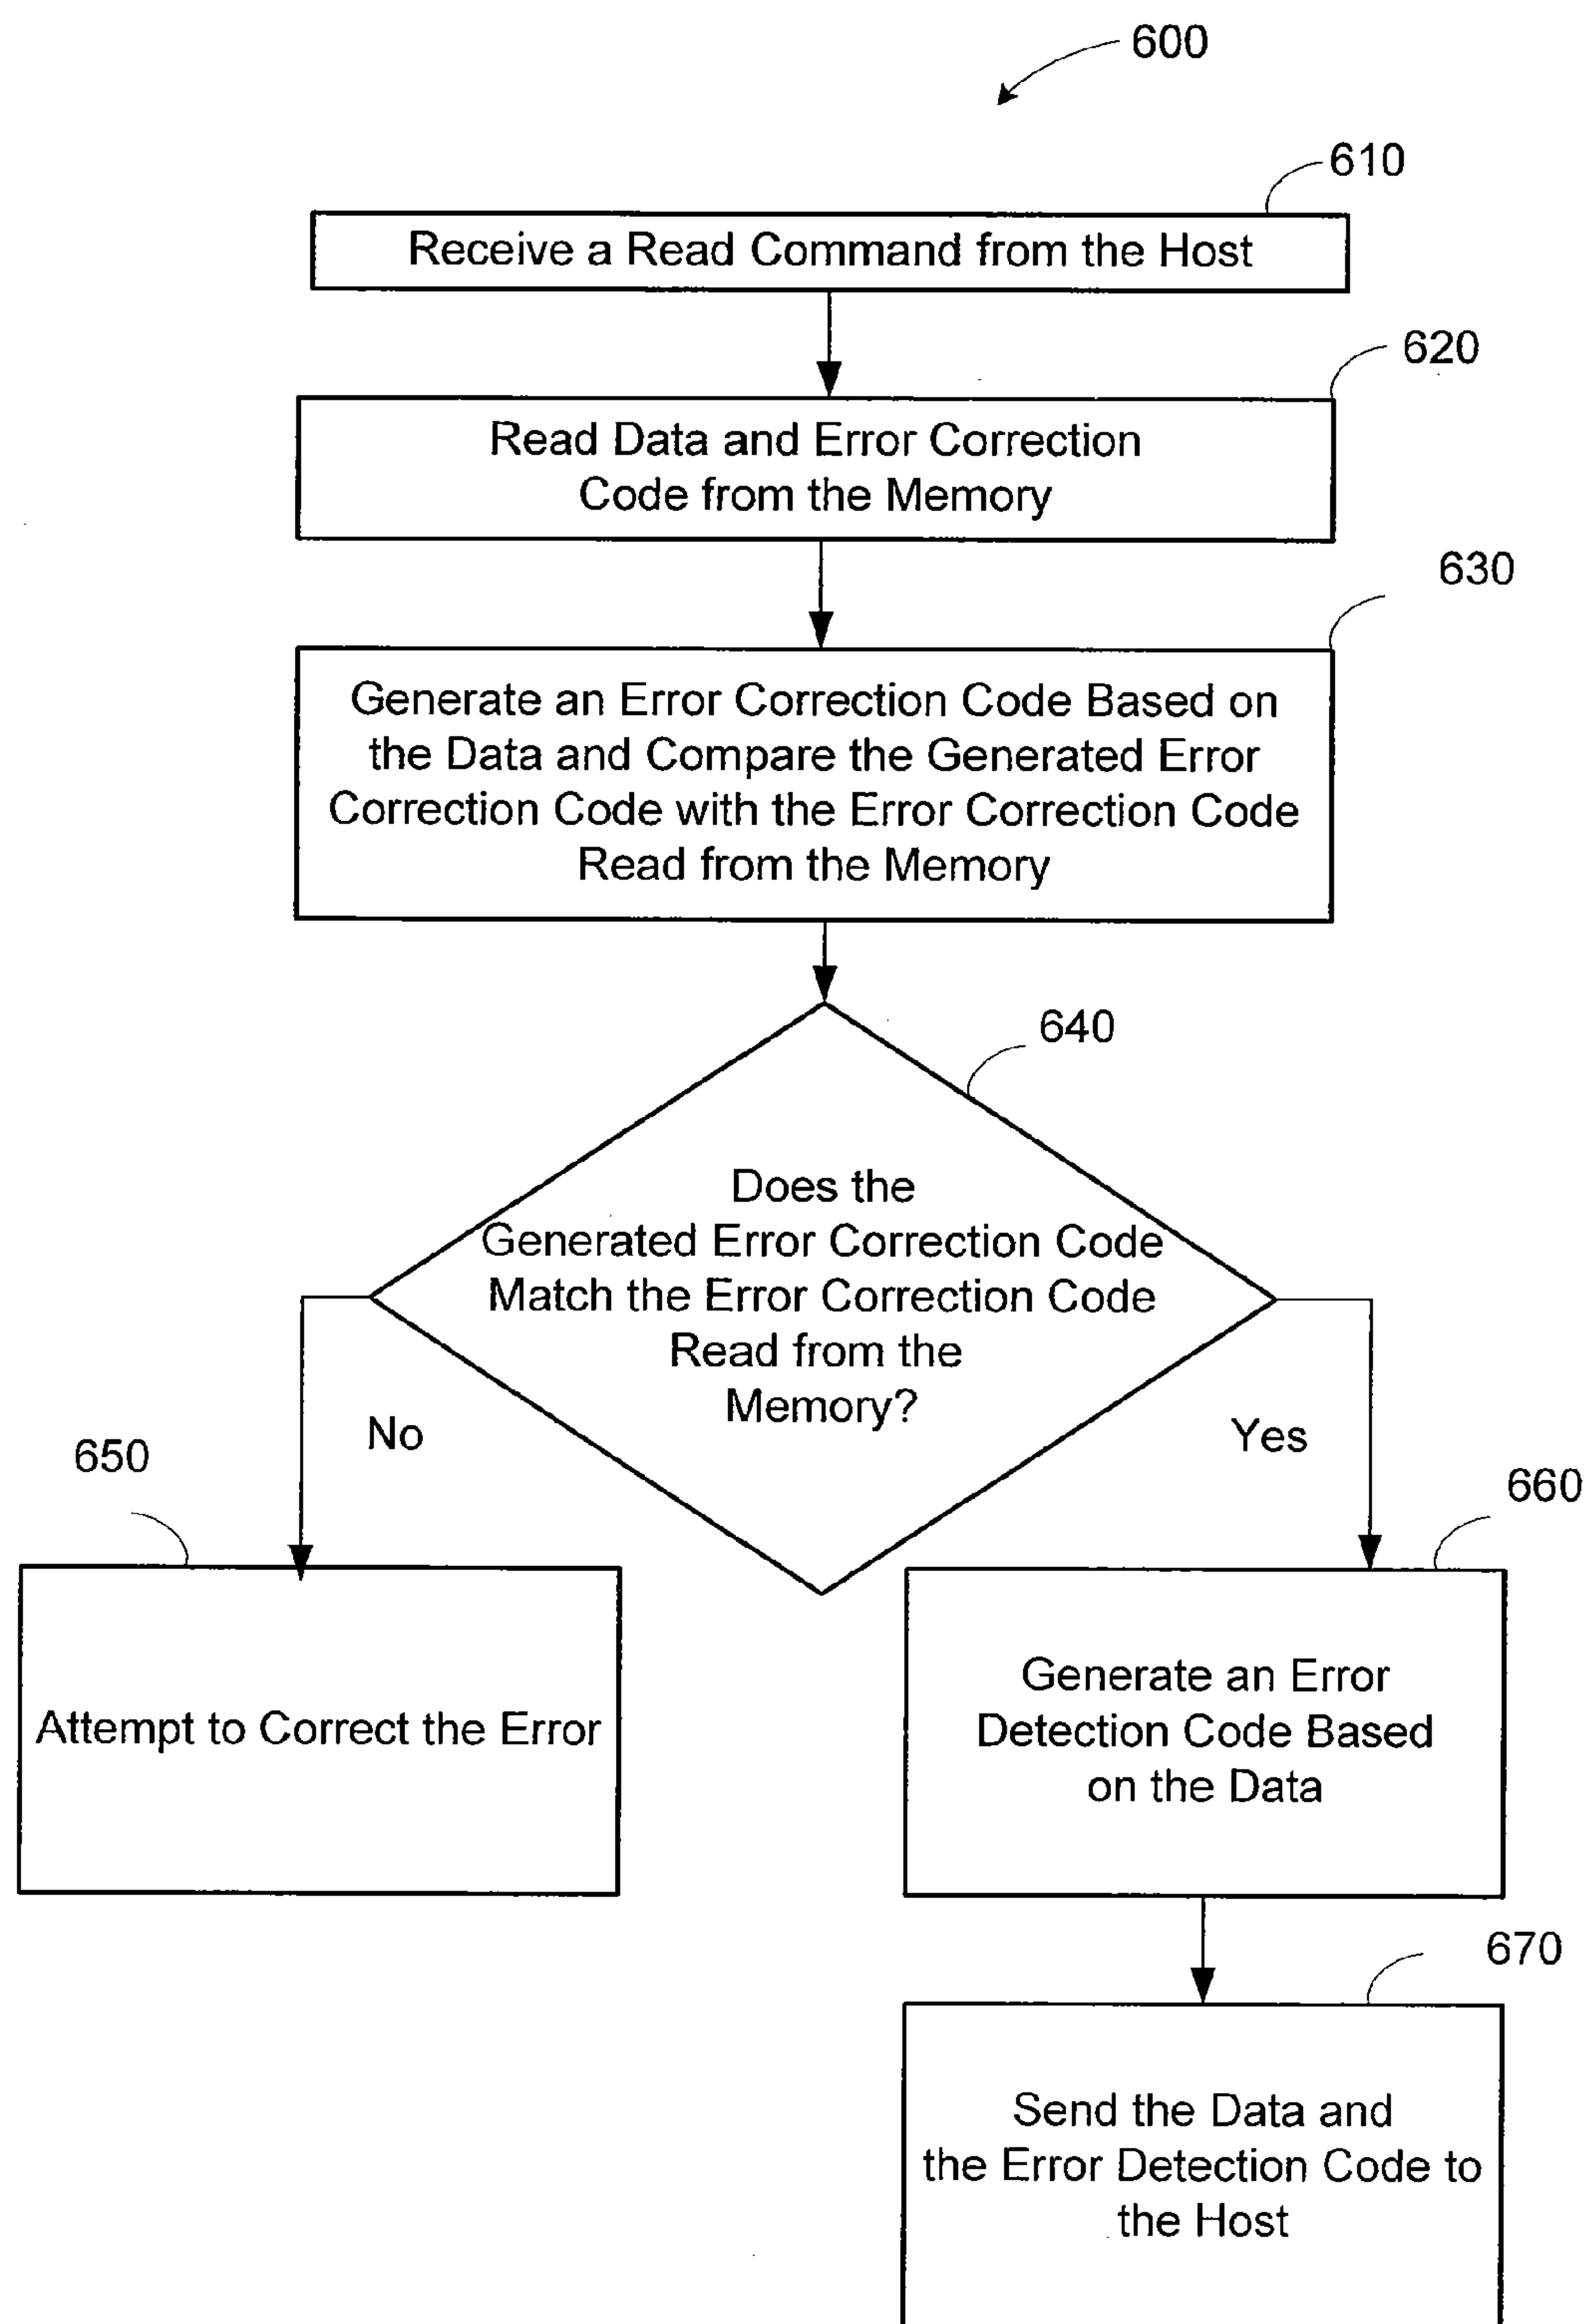 600
610
Receive a Read Command from the Host
620
Read Data and Error Correction
Code from the Memory
630
Generate an Error Correction Code Based on
the Data and Compare the Generated Error
Correction Code with the Error Correction Code
Read from the Memory
640
Does the
Generated Error Correction Code
Match the Error Correction Code
Read from the
Memory?
No
Yes
650
660
Attempt to Correct the Error
Generate an Error
Detection Code Based
on the Data
670
Send the Data and
the Error Detection Code to
the Host